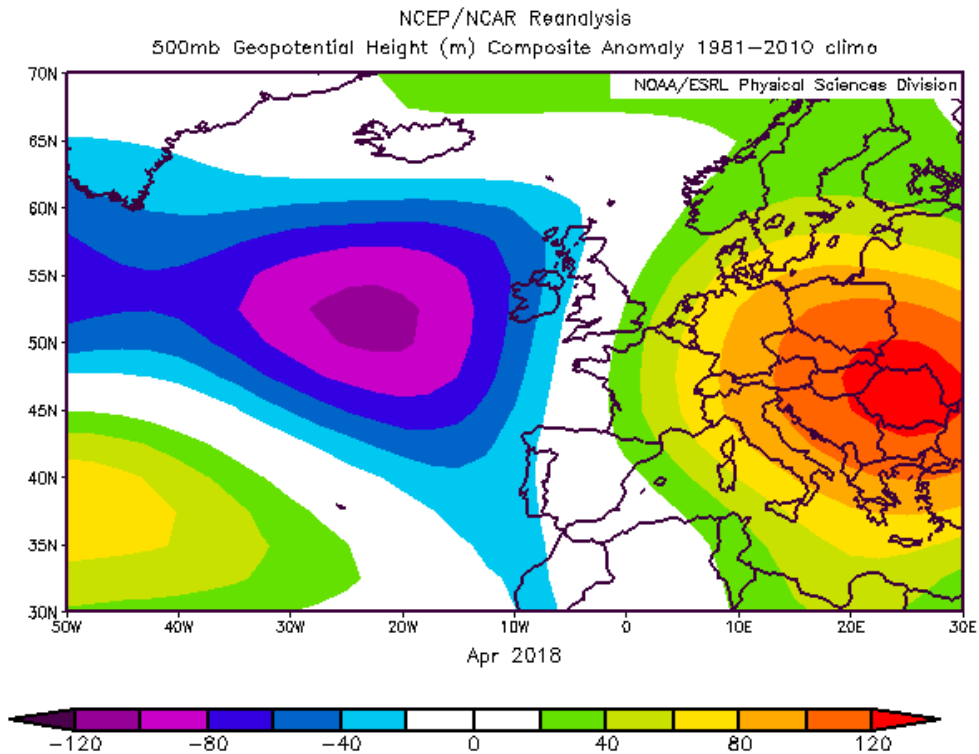 NCEP/NCAR Reanalysis
500mb Geopotential Height (m) Composite Anomaly 1981-2010 climo
NOAA/ESRL Physical Sciences Division
70N
65N
60N
55N
50N
45N
40N
35N
30N
50W 40W 30W 20W 10W 0 10E 20E 30E
Apr 2018
-120 -80 -40 0 40 80 120